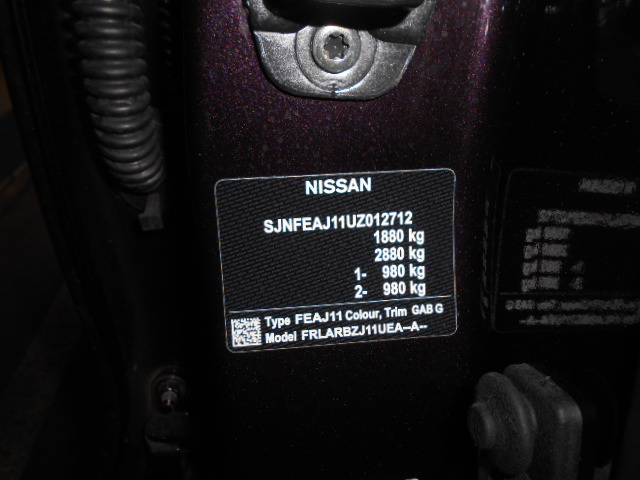 NISSAN
SJNFEAJ11UZ012712
1880 kg
2880 kg
1- 980 kg
2- 980 kg
Type FEAJ11 Colour, Trim GAB G
Model FRLARBZJ11UEA--A--